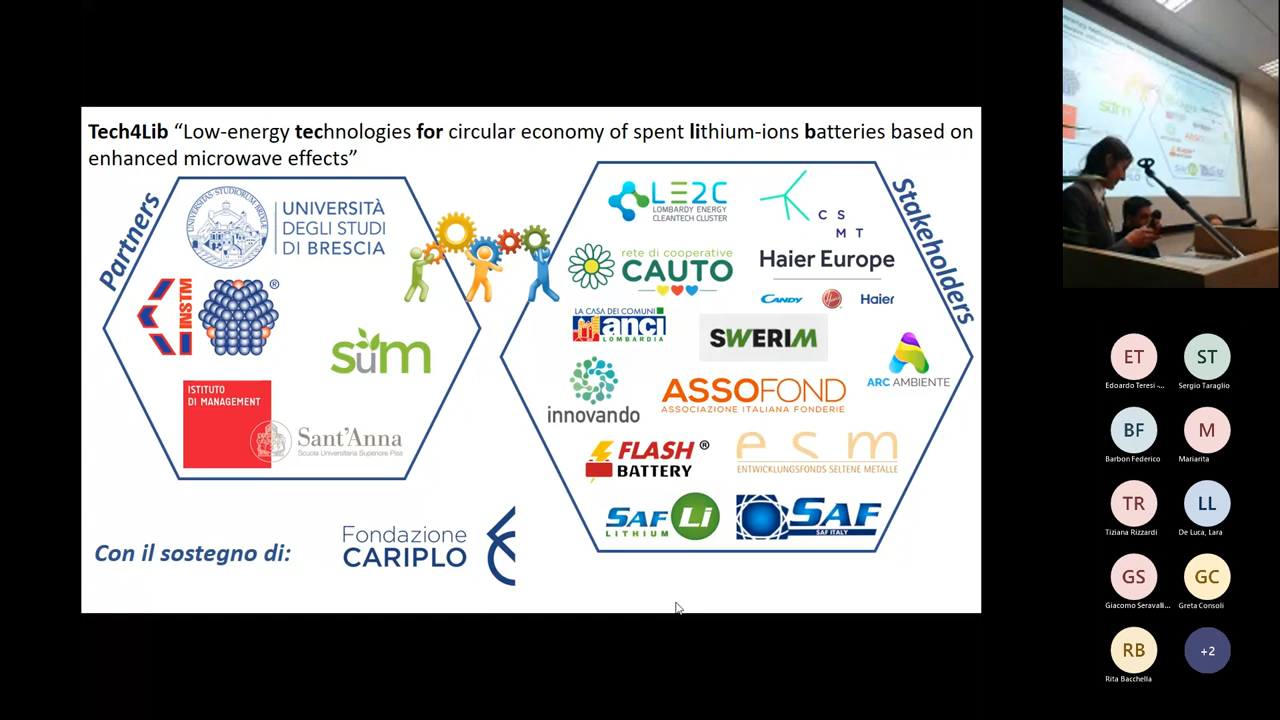 Tech4Lib “Low-energy technologies for circular economy of spent lithium-ions batteries based on
enhanced microwave effects”
Partners
UNIVERSITÀ
DEGLI STUDI
DI BRESCIA
INSTM
®
süm
ISTITUTO
DI MANAGEMENT
Sant'Anna
Scuola Universitaria Superiore Pisa
Stakeholders
LE2C
LOMBARDY ENERGY
CLEANTECH CLUSTER
CS
MT
rete di cooperative
CAUTO
Haier Europe
CANDY
Haier
LA CASA DEI COMUNI
anci
LOMBARDIA
SWERIM
ARC AMBIENTE
innovando
ASSOFOND
ASSOCIAZIONE ITALIANA FONDERIE
FLASH ®
BATTERY
esm
ENTWICKLUNGSFONDS SELTENE METALLE
SAF Li
LITHIUM
SAF
SAF ITALY
Con il sostegno di:
Fondazione
CARIPLO
ET
Edoardo Teresi -...
ST
Sergio Taraglio
BF
Barbon Federico
M
Mariarita
TR
Tiziana Rizzardi
LL
De Luca, Lara
GS
Giacomo Seravalli...
GC
Greta Consoli
RB
Rita Bacchella
+2